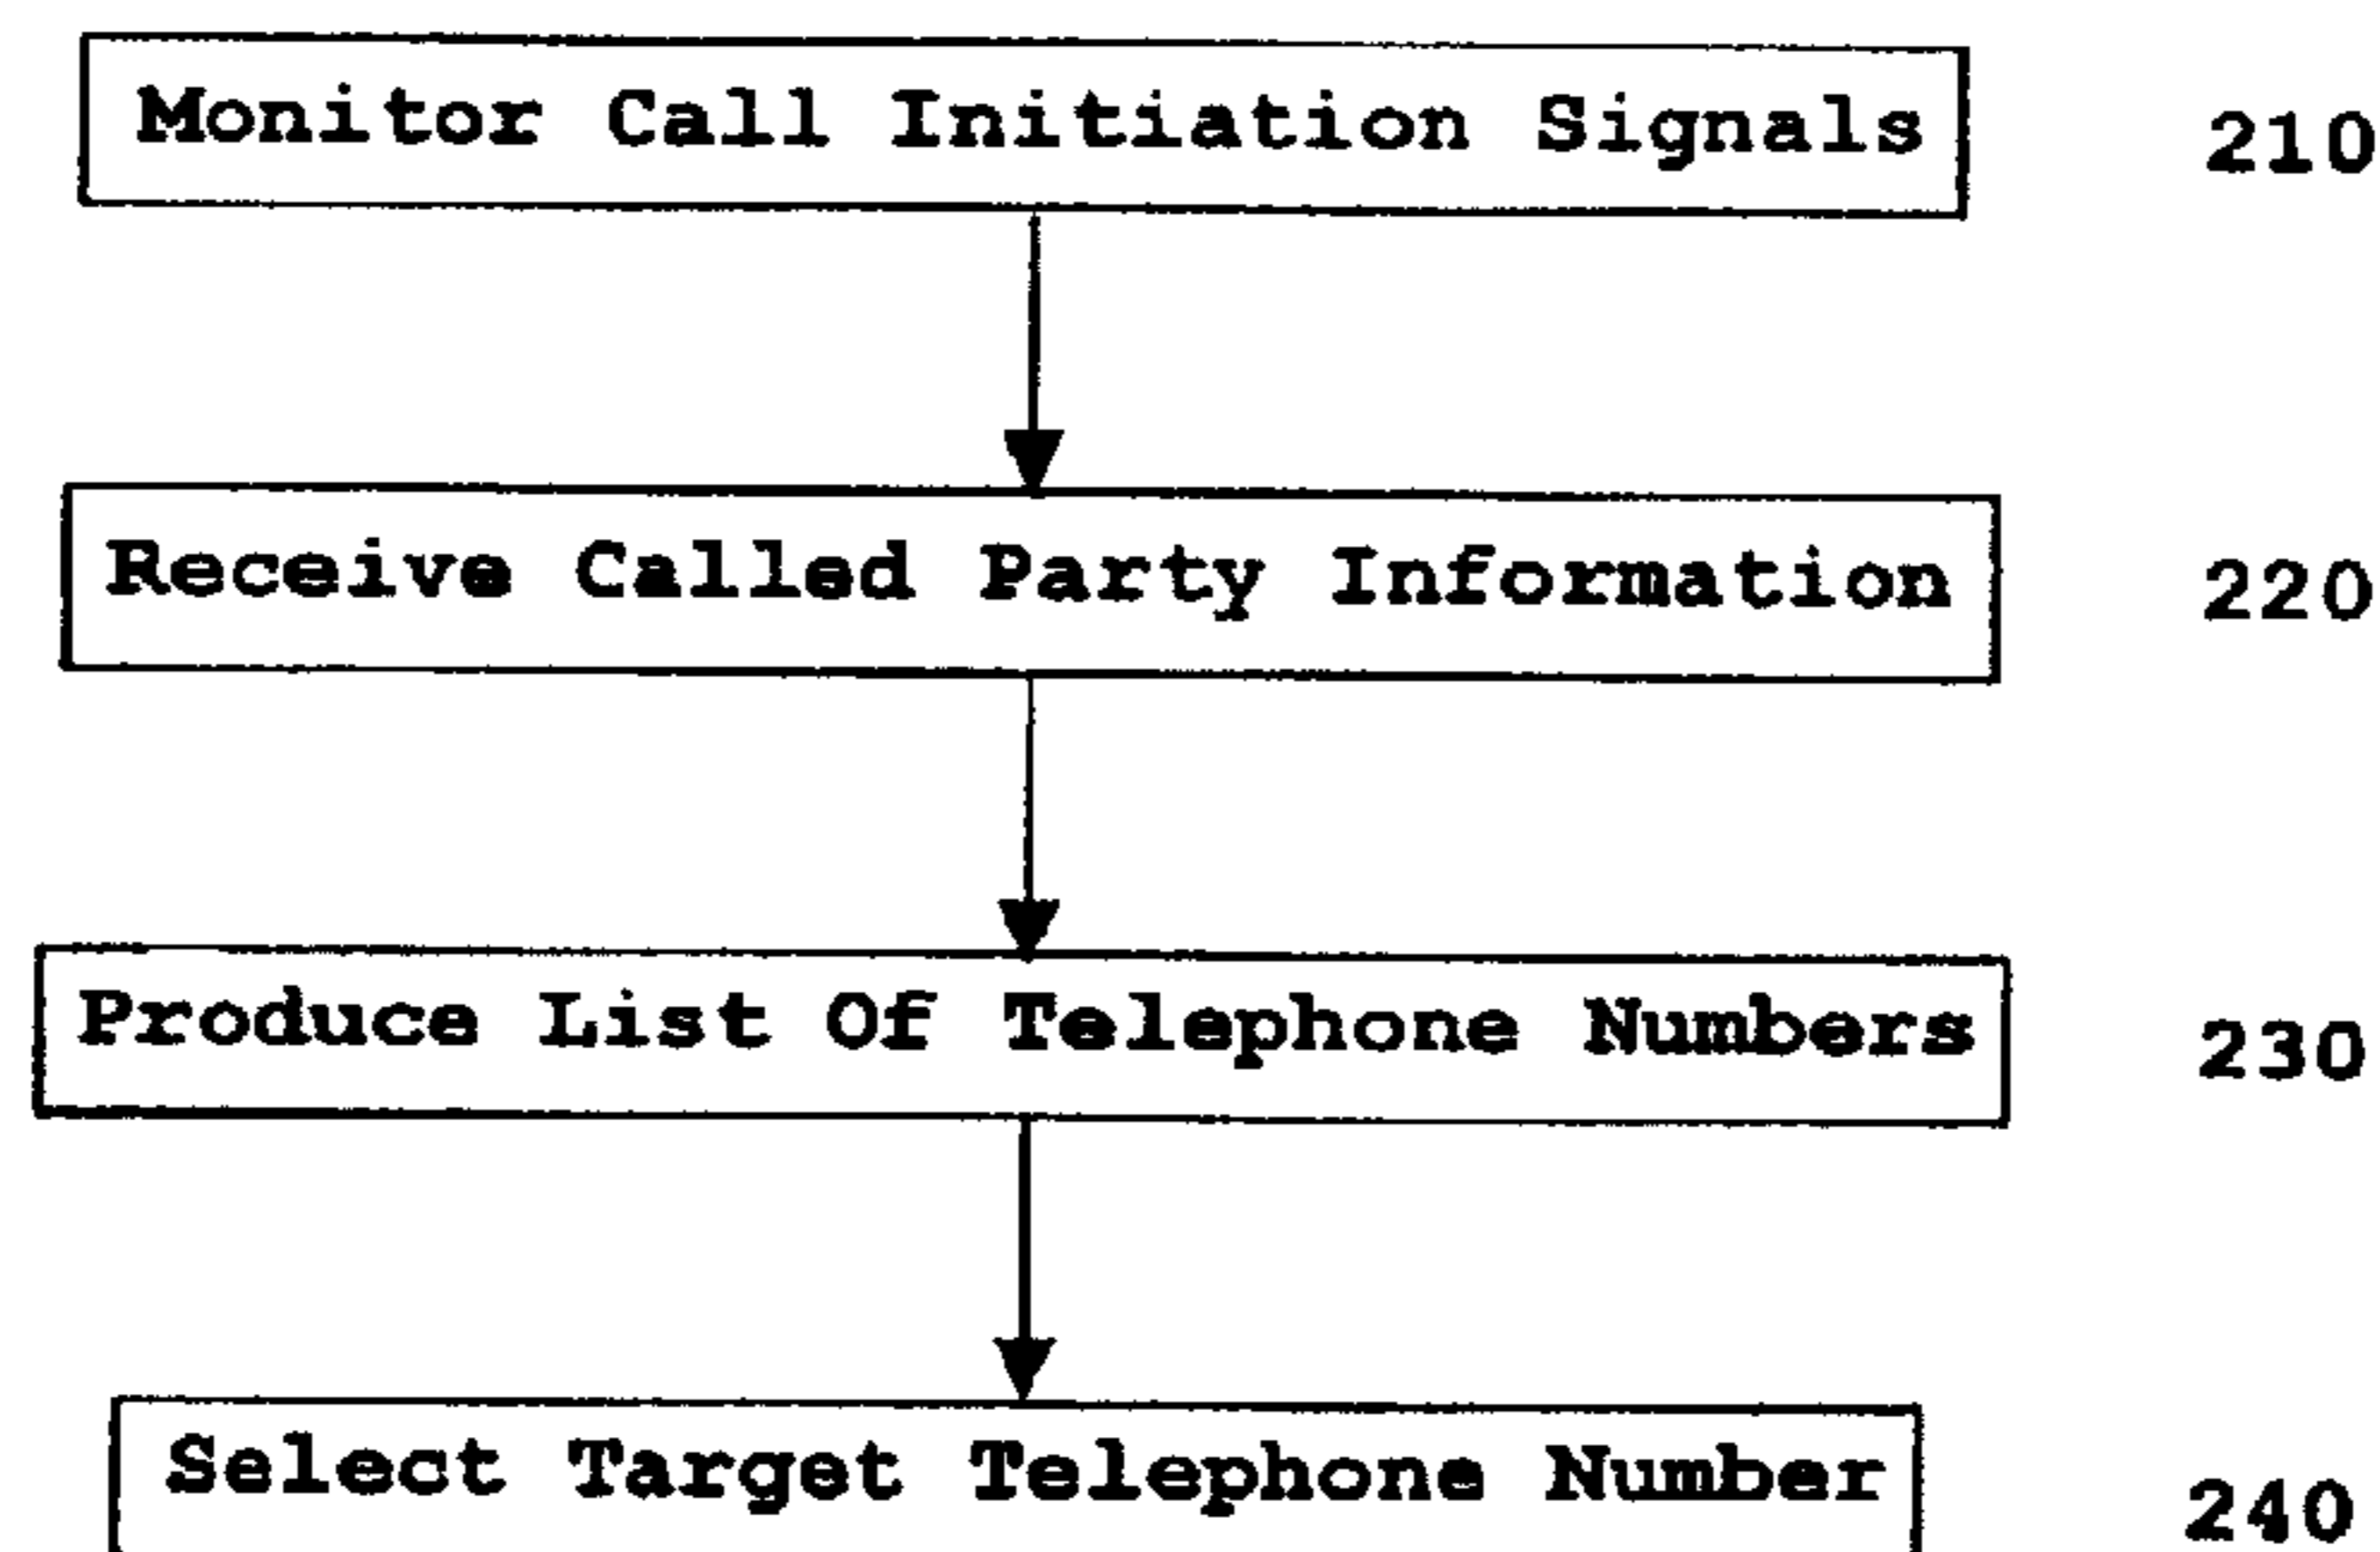 Monitor Call Initiation Signals 210
Receive Called Party Information 220
Produce List Of Telephone Numbers 230
Select Target Telephone Number 240